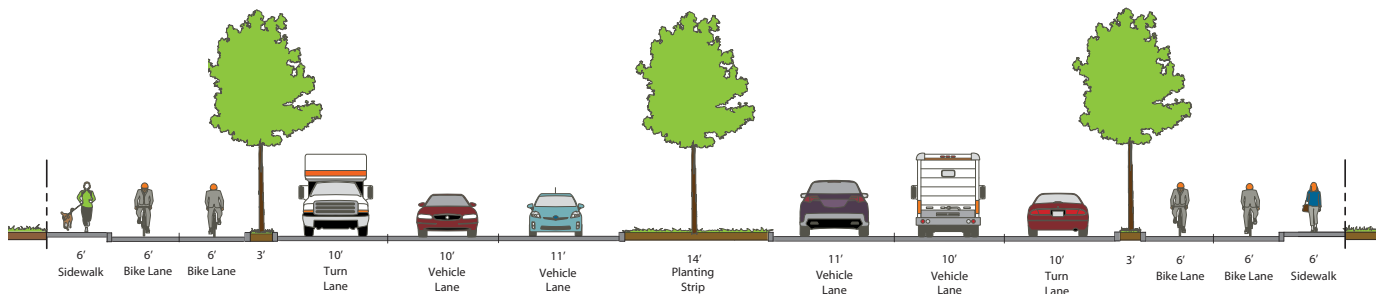 6’
Sidewalk
6’
Bike Lane
6’
Bike Lane
3’
10’
Turn
Lane
10’
Vehicle
Lane
11’
Vehicle
Lane
14’
Planting
Strip
11’
Vehicle
Lane
10’
Vehicle
Lane
10’
Turn
Lane
3’
6’
Bike Lane
6’
Bike Lane
6’
Sidewalk